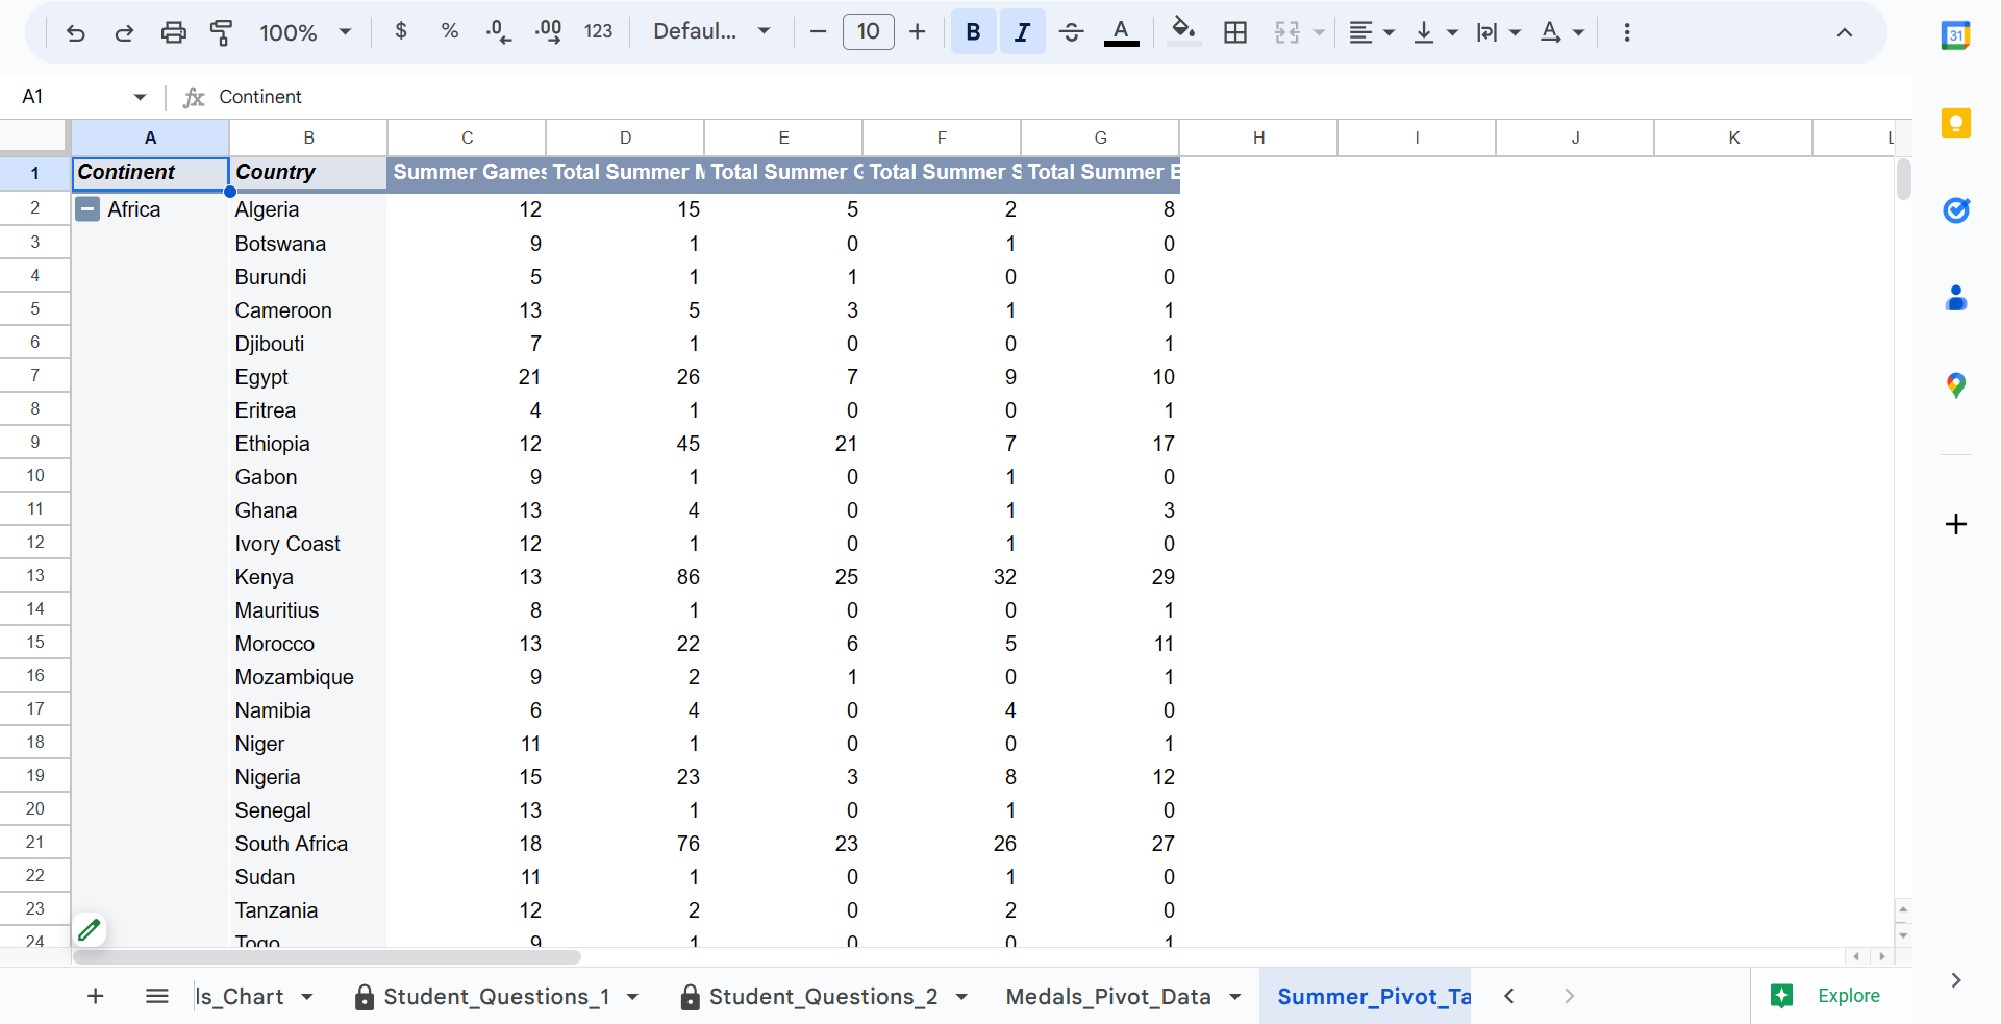 100% $ % .0 .00 123 Defaul... 10 B I A A
A1 fx Continent
A B C D E F G H I J K L
1 Continent Country Summer Games Total Summer M Total Summer G Total Summer S Total Summer B
2 Africa Algeria 12 15 5 2 8
3 Botswana 9 1 0 1 0
4 Burundi 5 1 1 0 0
5 Cameroon 13 5 3 1 1
6 Djibouti 7 1 0 0 1
7 Egypt 21 26 7 9 10
8 Eritrea 4 1 0 0 1
9 Ethiopia 12 45 21 7 17
10 Gabon 9 1 0 1 0
11 Ghana 13 4 0 1 3
12 Ivory Coast 12 1 0 1 0
13 Kenya 13 86 25 32 29
14 Mauritius 8 1 0 0 1
15 Morocco 13 22 6 5 11
16 Mozambique 9 2 1 0 1
17 Namibia 6 4 0 4 0
18 Niger 11 1 0 0 1
19 Nigeria 15 23 3 8 12
20 Senegal 13 1 0 1 0
21 South Africa 18 76 23 26 27
22 Sudan 11 1 0 1 0
23 Tanzania 12 2 0 2 0
24 Togo 9 1 0 0 1
ls_Chart Student_Questions_1 Student_Questions_2 Medals_Pivot_Data Summer_Pivot_Ta Explore
31